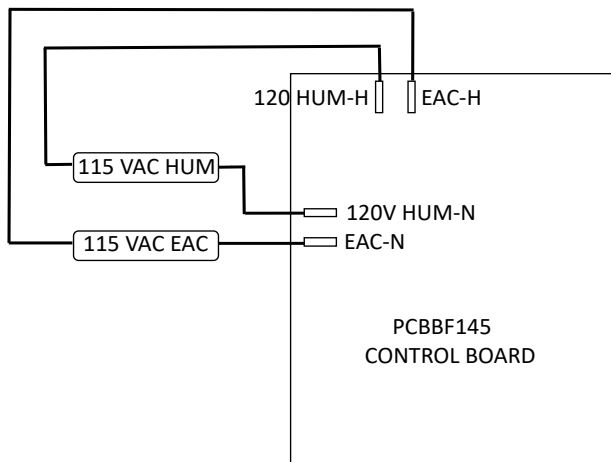 120 HUM-H
EAC-H
115 VAC HUM
120V HUM-N
115 VAC EAC
EAC-N
PCBBF145
CONTROL BOARD